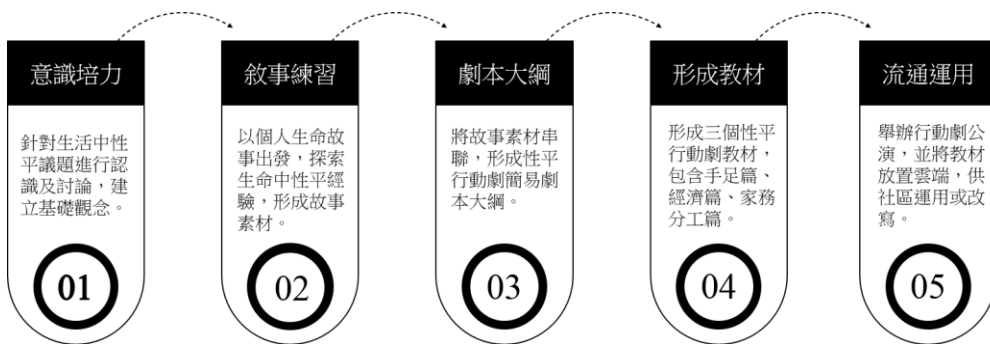 意識培力
針對生活中性
平議題進行認
識及討論，建
立基礎觀念。
01
敘事練習
以個人生命故
事出發，探索
生命中性平經
驗，形成故事
素材。
02
劇本大綱
將故事素材串
聯，形成性平
行動劇簡易劇
本大綱。
03
形成教材
形成三個性平
行動劇教材，
包含手足篇、
經濟篇、家務
分工篇。
04
流通運用
舉辦行動劇公
演，並將教材
放置雲端，供
社區運用或改
寫。
05